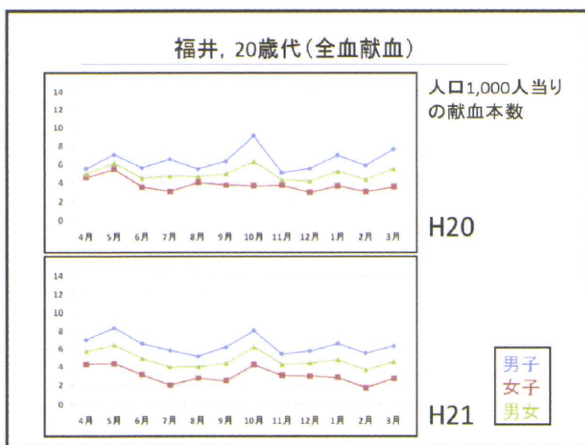 福井，20歳代（全血献血）
人口1,000人当り
の献血本数
14
12
10
8
6
4
2
0
4月 5月 6月 7月 8月 9月 10月 11月 12月 1月 2月 3月
H20
14
12
10
8
6
4
2
0
4月 5月 6月 7月 8月 9月 10月 11月 12月 1月 2月 3月
H21
男子
女子
男女